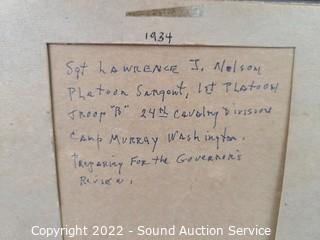 1934
Sgt LAWRENCE J. Nelson
Platoon Sargent, 1st Platoon
Troop "B" 24th Cavalry Division
Camp Murray Washington.
Preparing For the Governor's
Review.
Copyright 2022 - Sound Auction Service